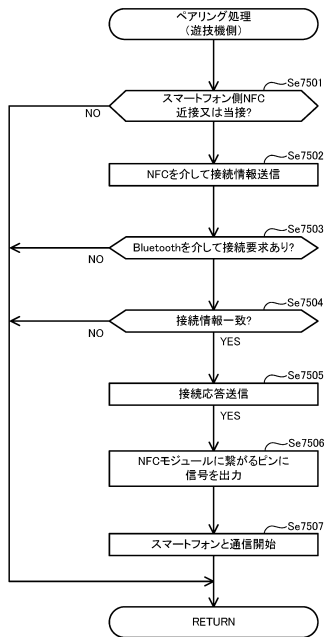 ペアリング処理
(遊技機側)
Se7501
スマートフォン側NFC
近接又は当接?
NO
Se7502
NFCを介して接続情報送信
Se7503
Bluetoothを介して接続要求あり?
NO
Se7504
接続情報一致?
NO
YES
Se7505
接続応答送信
YES
Se7506
NFCモジュールに繋がるピンに
信号を出力
Se7507
スマートフォンと通信開始
RETURN